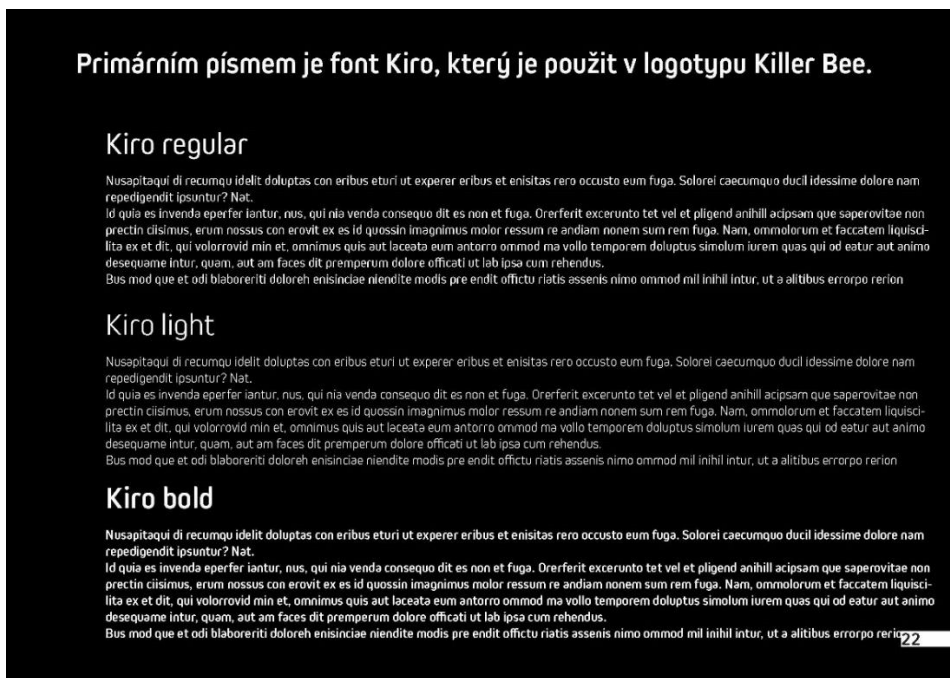 Primárním písmem je font Kiro, který je použit v logotypu Killer Bee.
Kiro regular
Nusapitaqui di recumqu idelit doluptas con eribus eturi ut experer eribus et enisitas rero occusto eum fuga. Solorei caecumquo ducil idessime dolore nam
repedigendit ipsuntur? Nat.
Id quia es invenda eperfer iantur, nus, qui nia venda consequo dit es non et fuga. Orerferit excerunto tet vel et pligend anihill acipsam que saperovitae non
prectin ciisimus, erum nossus con erovit ex es id quossin imagnimus molor ressum re andiam nonem sum rem fuga. Nam, ommolorum et faccatem liquisci-
lita ex et dit, qui volorrovid min et, omnimus quis aut laceata eum antorro ommod ma vollo temporem doluptus simolum iurem quas qui od eatur aut animo
desequame intur, quam, aut am faces dit premperum dolore officati ut lab ipsa cum rehendus.
Bus mod que et odi blaboreriti doloreh enisinciae niendite modis pre endit offictu riatis assenis nimo ommod mil inihil intur, ut a alitibus errorpo rerion
Kiro light
Nusapitaqui di recumqu idelit doluptas con eribus eturi ut experer eribus et enisitas rero occusto eum fuga. Solorei caecumquo ducil idessime dolore nam
repedigendit ipsuntur? Nat.
Id quia es invenda eperfer iantur, nus, qui nia venda consequo dit es non et fuga. Orerferit excerunto tet vel et pligend anihill acipsam que saperovitae non
prectin ciisimus, erum nossus con erovit ex es id quossin imagnimus molor ressum re andiam nonem sum rem fuga. Nam, ommolorum et faccatem liquisci-
lita ex et dit, qui volorrovid min et, omnimus quis aut laceata eum antorro ommod ma vollo temporem doluptus simolum iurem quas qui od eatur aut animo
desequame intur, quam, aut am faces dit premperum dolore officati ut lab ipsa cum rehendus.
Bus mod que et odi blaboreriti doloreh enisinciae niendite modis pre endit offictu riatis assenis nimo ommod mil inihil intur, ut a alitibus errorpo rerion
Kiro bold
Nusapitaqui di recumqu idelit doluptas con eribus eturi ut experer eribus et enisitas rero occusto eum fuga. Solorei caecumquo ducil idessime dolore nam
repedigendit ipsuntur? Nat.
Id quia es invenda eperfer iantur, nus, qui nia venda consequo dit es non et fuga. Orerferit excerunto tet vel et pligend anihill acipsam que saperovitae non
prectin ciisimus, erum nossus con erovit ex es id quossin imagnimus molor ressum re andiam nonem sum rem fuga. Nam, ommolorum et faccatem liquisci-
lita ex et dit, qui volorrovid min et, omnimus quis aut laceata eum antorro ommod ma vollo temporem doluptus simolum iurem quas qui od eatur aut animo
desequame intur, quam, aut am faces dit premperum dolore officati ut lab ipsa cum rehendus.
Bus mod que et odi blaboreriti doloreh enisinciae niendite modis pre endit offictu riatis assenis nimo ommod mil inihil intur, ut a alitibus errorpo
22